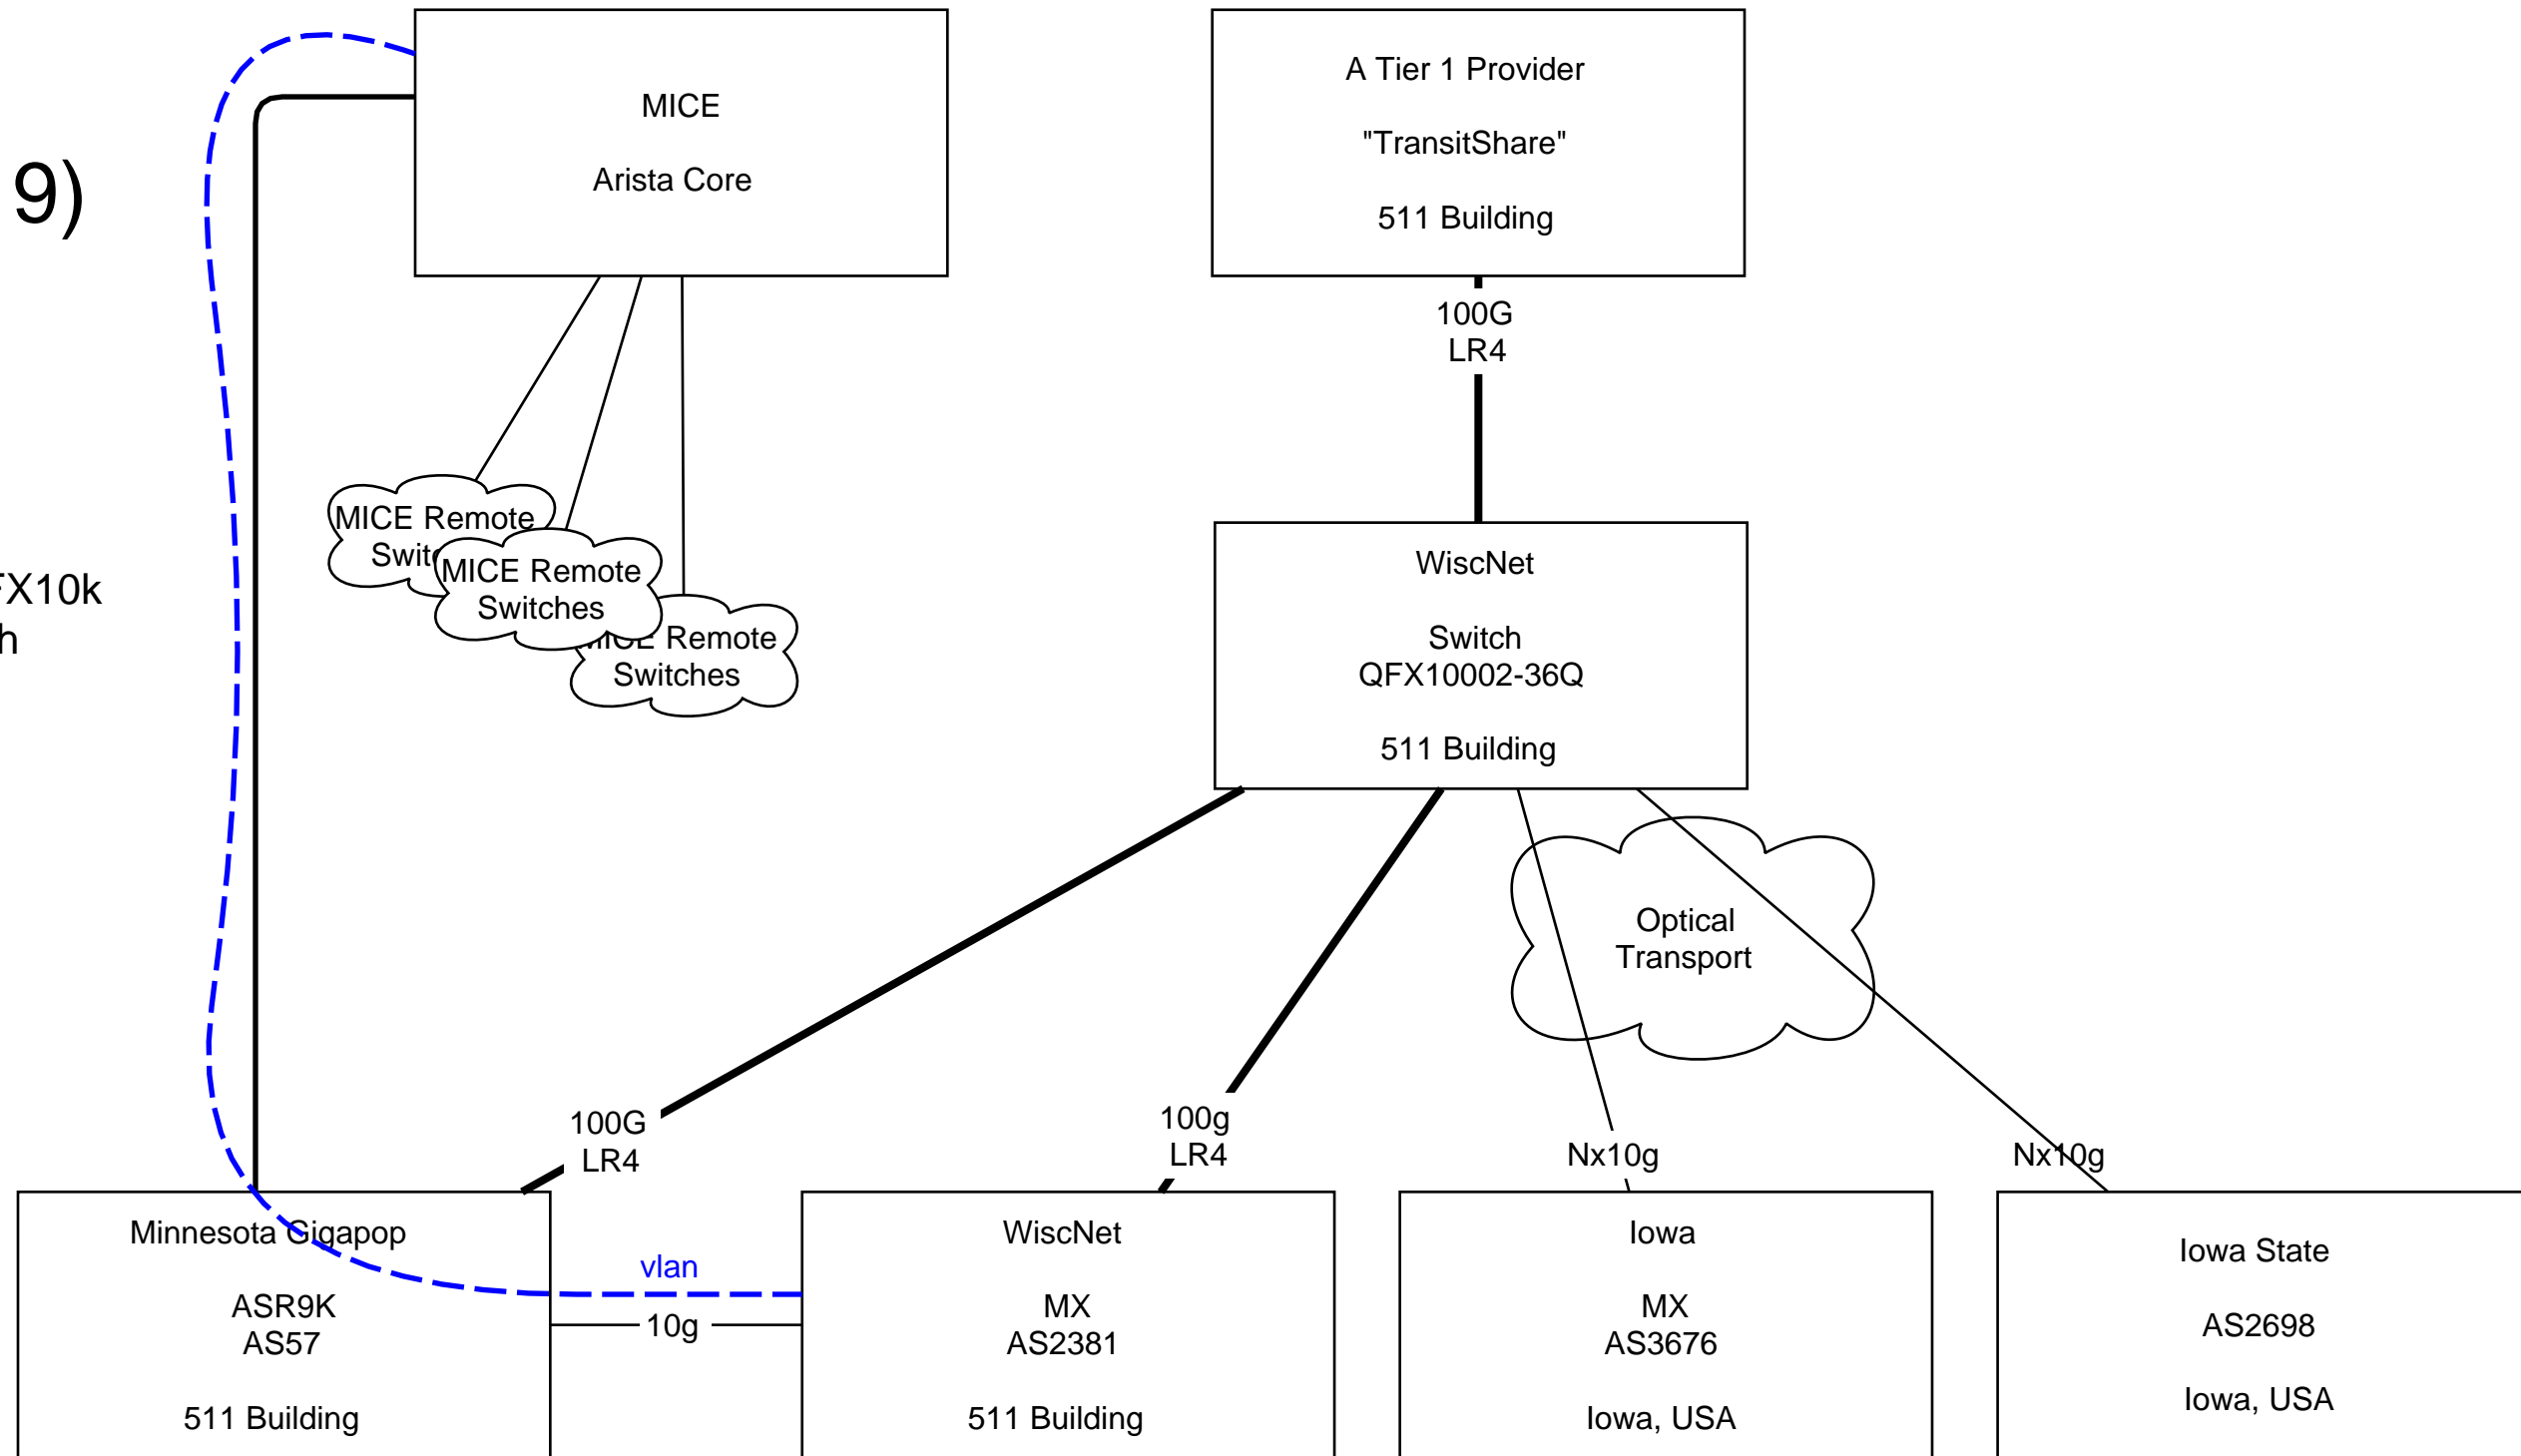 9)
FX10k
h
MICE
Arista Core
A Tier 1 Provider
"TransitShare"
511 Building
100G
LR4
MICE Remote
MICE Remote
Switches
Remote
Switches
WiscNet
Switch
QFX10002-36Q
511 Building
Optical
Transport
100G
LR4
100g
LR4
Nx10g
Nx10g
Minnesota Gigapop
ASR9K
AS57
511 Building
vlan
10g
WiscNet
MX
AS2381
511 Building
Iowa
MX
AS3676
Iowa, USA
Iowa State
AS2698
Iowa, USA